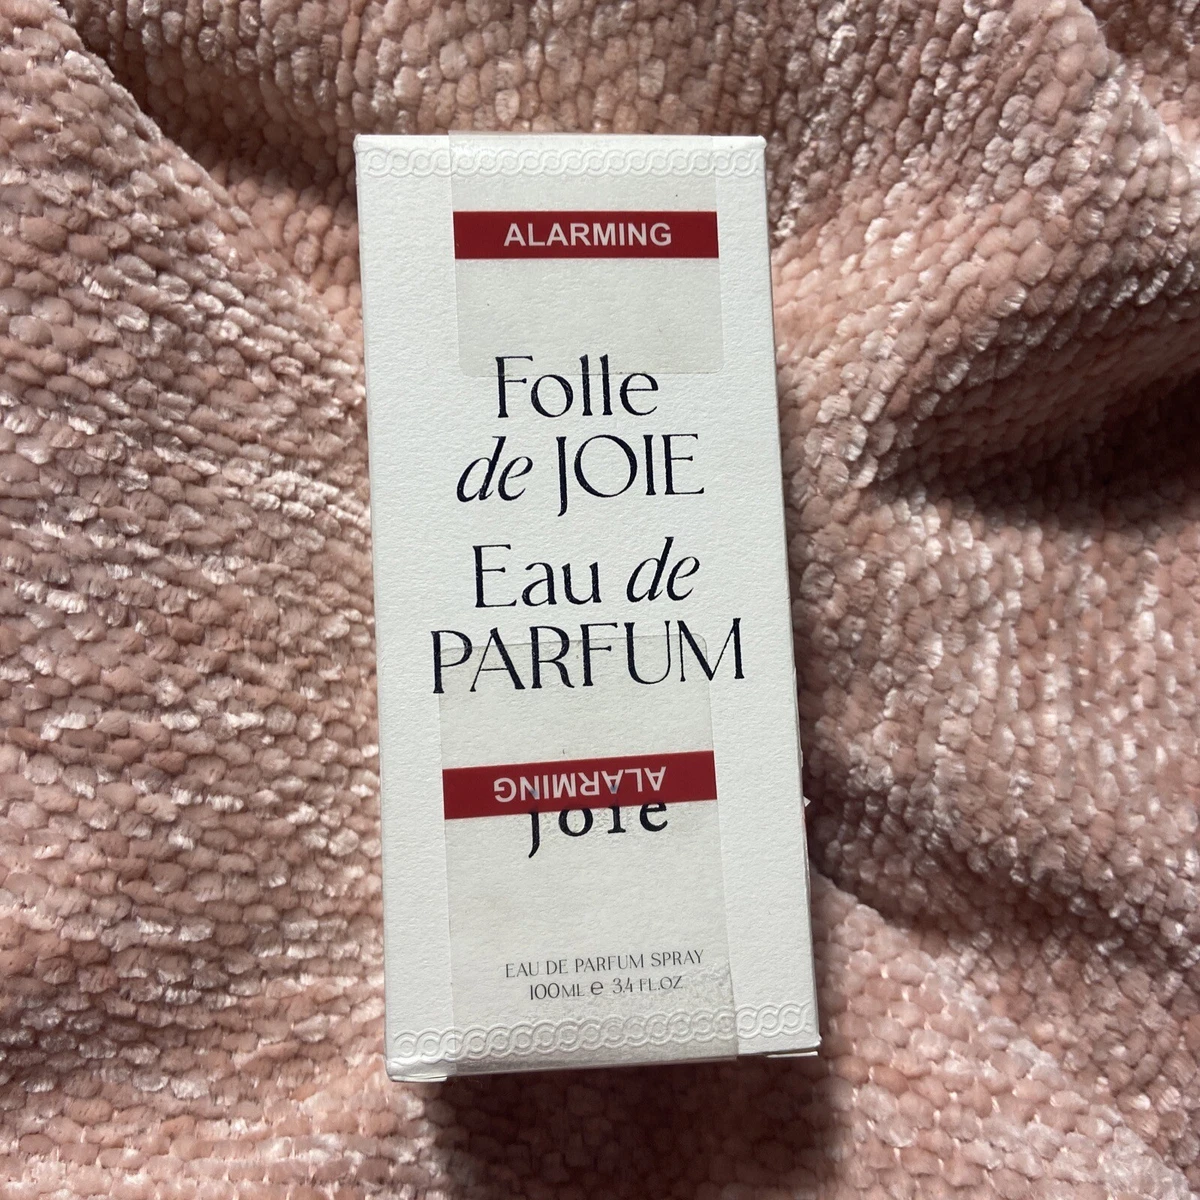 ALARMING
Folle
de JOIE
Eau de
PARFUM
ALARMING
joie
EAU DE PARFUM SPRAY
100ML e 3.4 FL.OZ